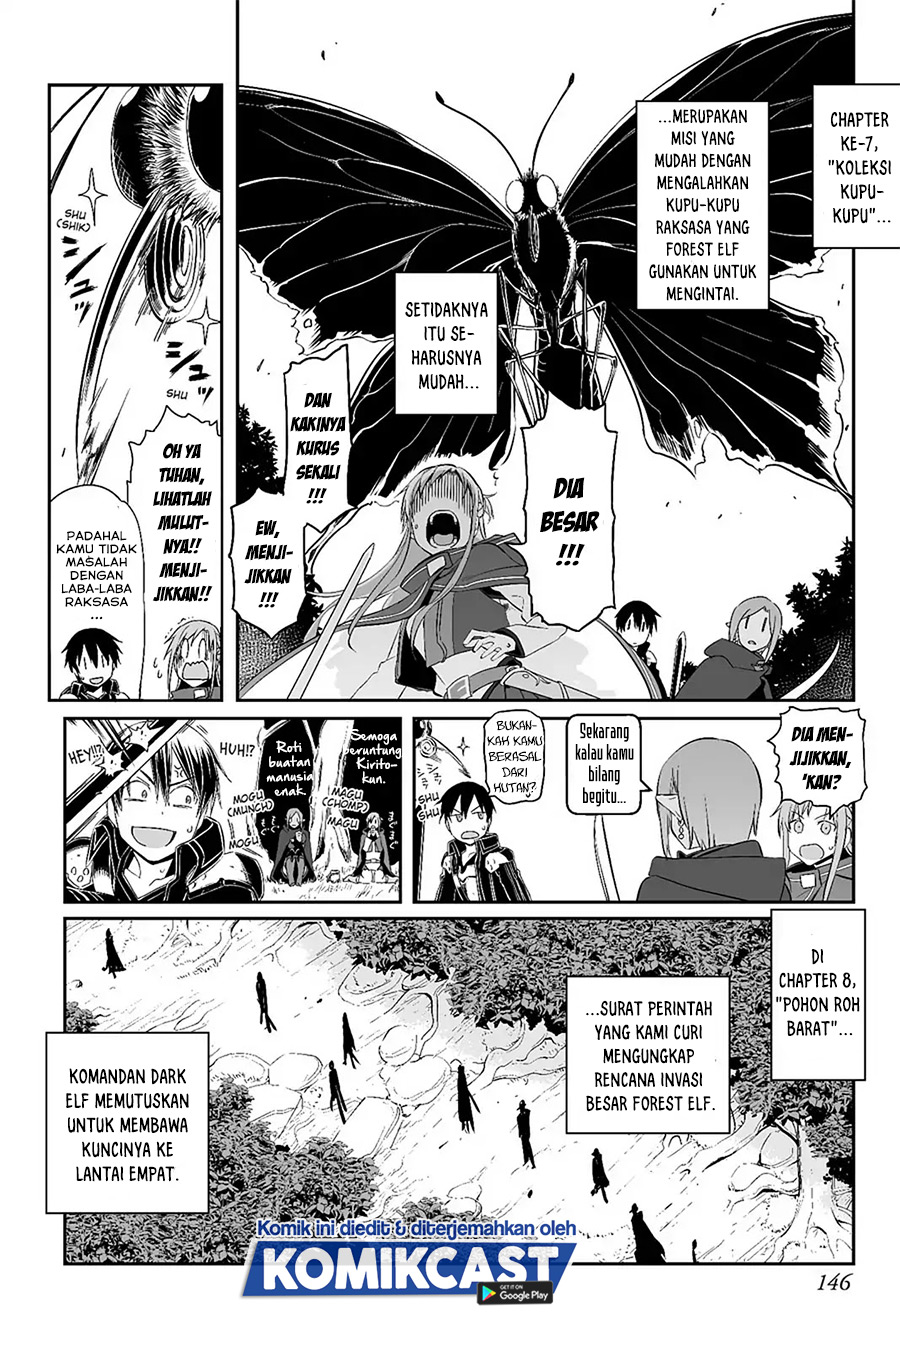 CHAPTER
KE-7,
"KOLEKSI
KUPU-
KUPU"...
...MERUPAKAN
MISI YANG
MUDAH DENGAN
MENGALAHKAN
KUPU-KUPU
RAKSASA YANG
FOREST ELF
GUNAKAN UNTUK
MENGINTAI.
SETIDAKNYA
ITU SE-
HARUSNYA
MUDAH...
DIA
BESAR
!!!
DAN
KAKINYA
KURUS
SEKALI
!!!
EW,
MENJI-
JIKKAN
!!!
SHU
(SHIK)
SHU
OH YA
TUHAN,
LIHATLAH
MULUT-
NYA!!
MENJI-
JIKKAN!!
PADAHAL
KAMU TIDAK
MASALAH
DENGAN
LABA-LABA
RAKSASA
...
DIA MEN-
JIJIKKAN,
'KAN?
Sekarang
kalau kamu
bilang
begitu...
BUKAN-
KAH KAMU
BERASAL
DARI
HUTAN?
SHU
SHU
Semoga
beruntung
Kirito-
kun.
Roti
buatan
manusia
enak.
MAGU
(CHOMP)
MAGU
MOGU
(MUNCH)
MOGU
HUH!?
HEY!!!
DI
CHAPTER 8,
"POHON ROH
BARAT"...
...SURAT PERINTAH
YANG KAMI CURI
MENGUNGKAP
RENCANA INVASI
BESAR FOREST ELF.
KOMANDAN DARK
ELF MEMUTUSKAN
UNTUK MEMBAWA
KUNCINYA KE
LANTAI EMPAT.
Komik ini diedit & diterjemahkan oleh
KOMIKCAST
GET IT ON
Google Play
146